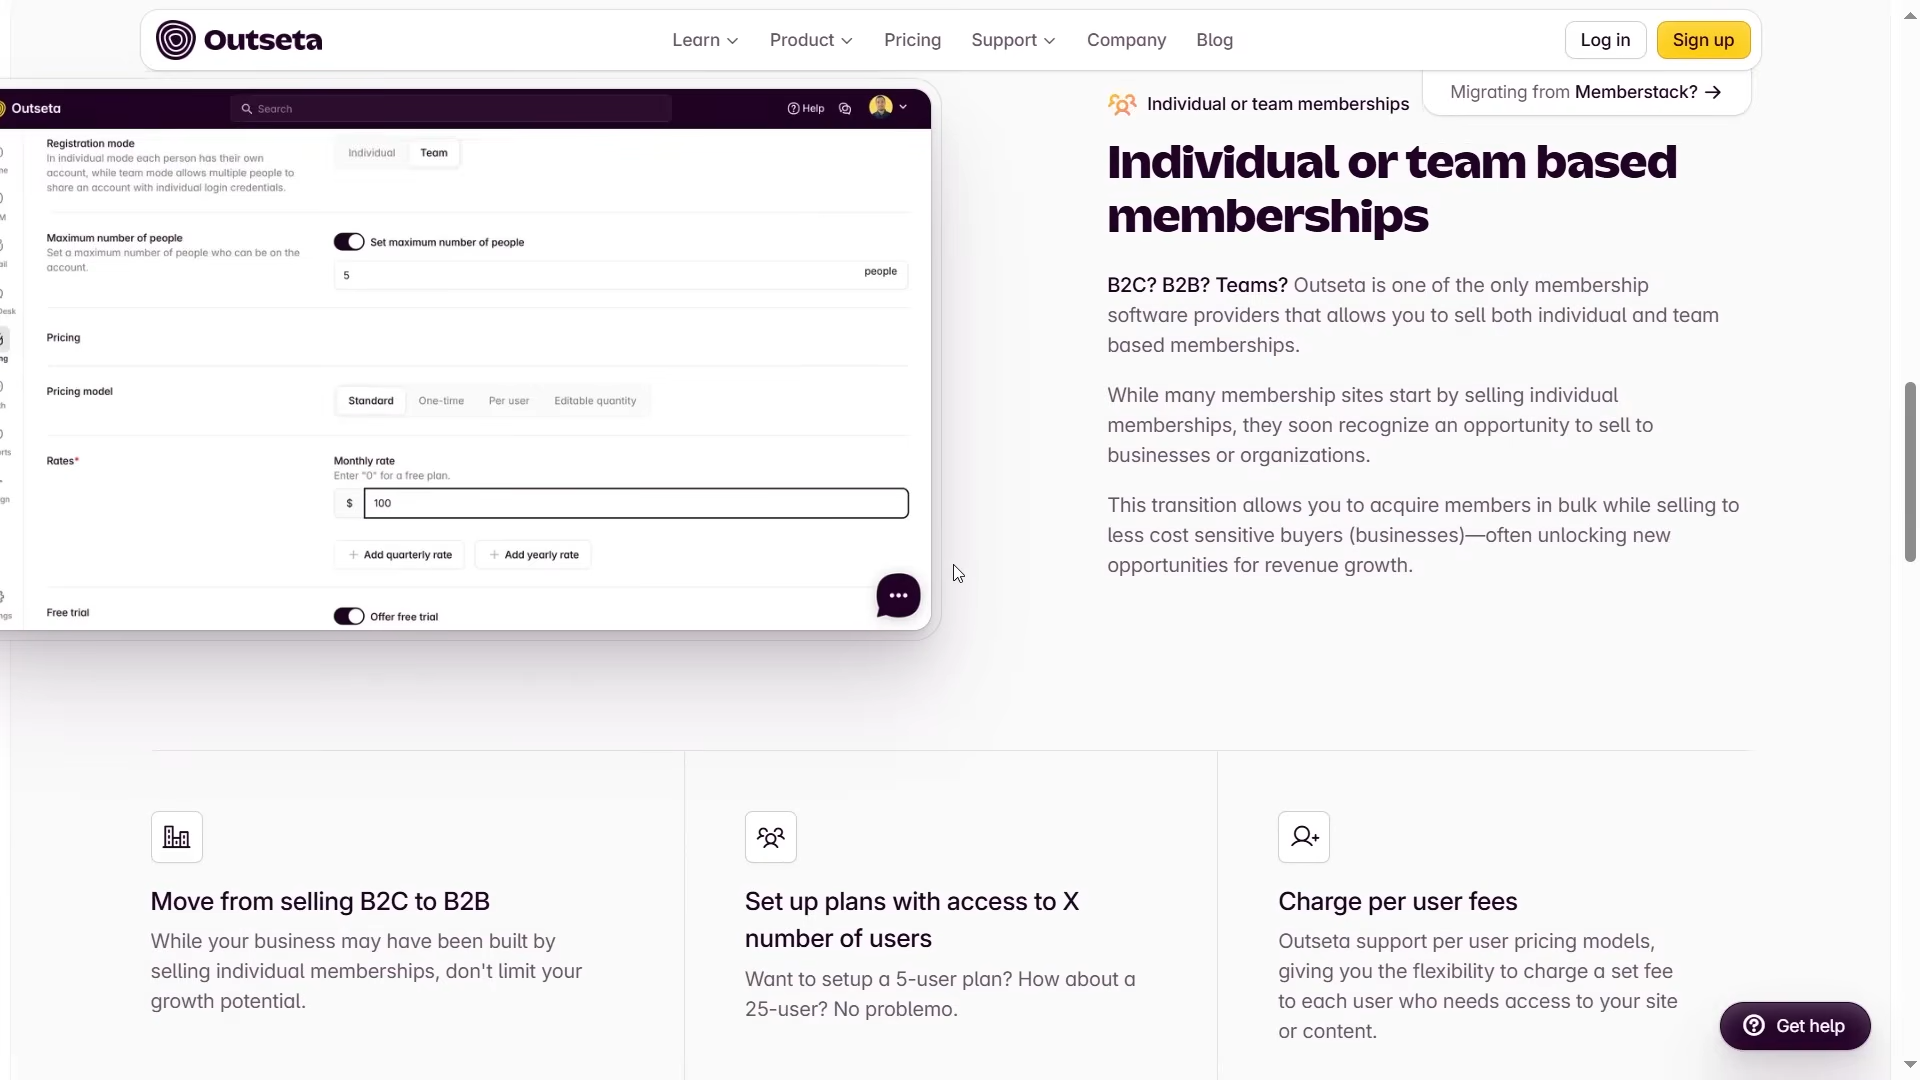 Outseta
Learn
Product
Pricing
Support
Company
Blog
Log in
Sign up
Migrating from Memberstack? →
Outseta
Search
Help
Registration mode
In individual mode each person has their own
account, while team mode allows multiple people to
share an account with individual login credentials.
Individual
Team
Maximum number of people
Set a maximum number of people who can be on the
account.
Set maximum number of people
5
people
Pricing
Pricing model
Standard
One-time
Per user
Editable quantity
Rates*
Monthly rate
Enter "0" for a free plan.
$
100
+ Add quarterly rate
+ Add yearly rate
Free trial
Offer free trial
Individual or team memberships
Individual or team based
memberships
B2C? B2B? Teams? Outseta is one of the only membership
software providers that allows you to sell both individual and team
based memberships.
While many membership sites start by selling individual
memberships, they soon recognize an opportunity to sell to
businesses or organizations.
This transition allows you to acquire members in bulk while selling to
less cost sensitive buyers (businesses)—often unlocking new
opportunities for revenue growth.
Move from selling B2C to B2B
While your business may have been built by
selling individual memberships, don't limit your
growth potential.
Set up plans with access to X
number of users
Want to setup a 5-user plan? How about a
25-user? No problemo.
Charge per user fees
Outseta support per user pricing models,
giving you the flexibility to charge a set fee
to each user who needs access to your site
or content.
Get help